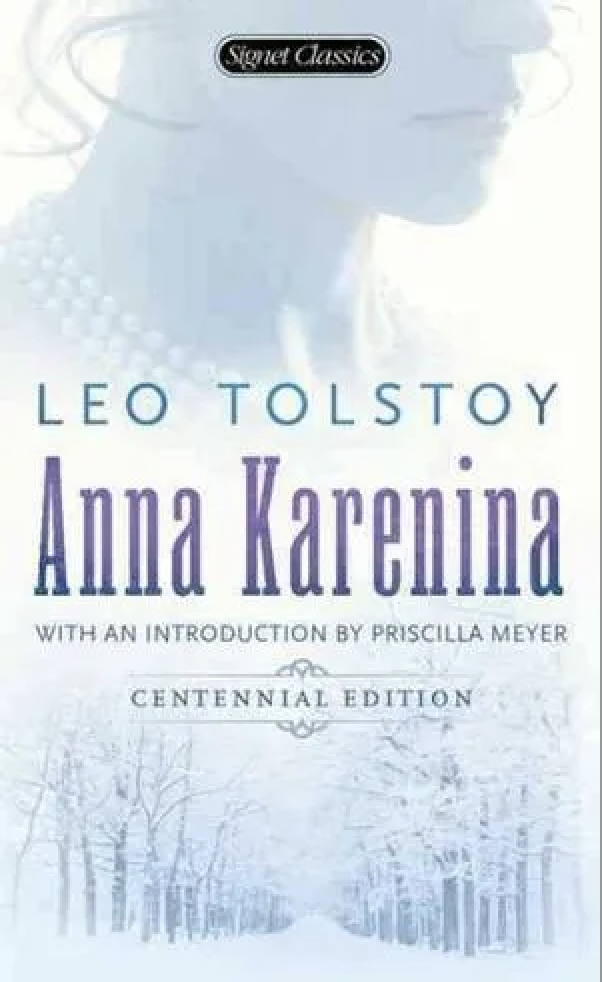 Signet Classics
LEO TOLSTOY
Anna Karenina
WITH AN INTRODUCTION BY PRISCILLA MEYER
CENTENNIAL EDITION